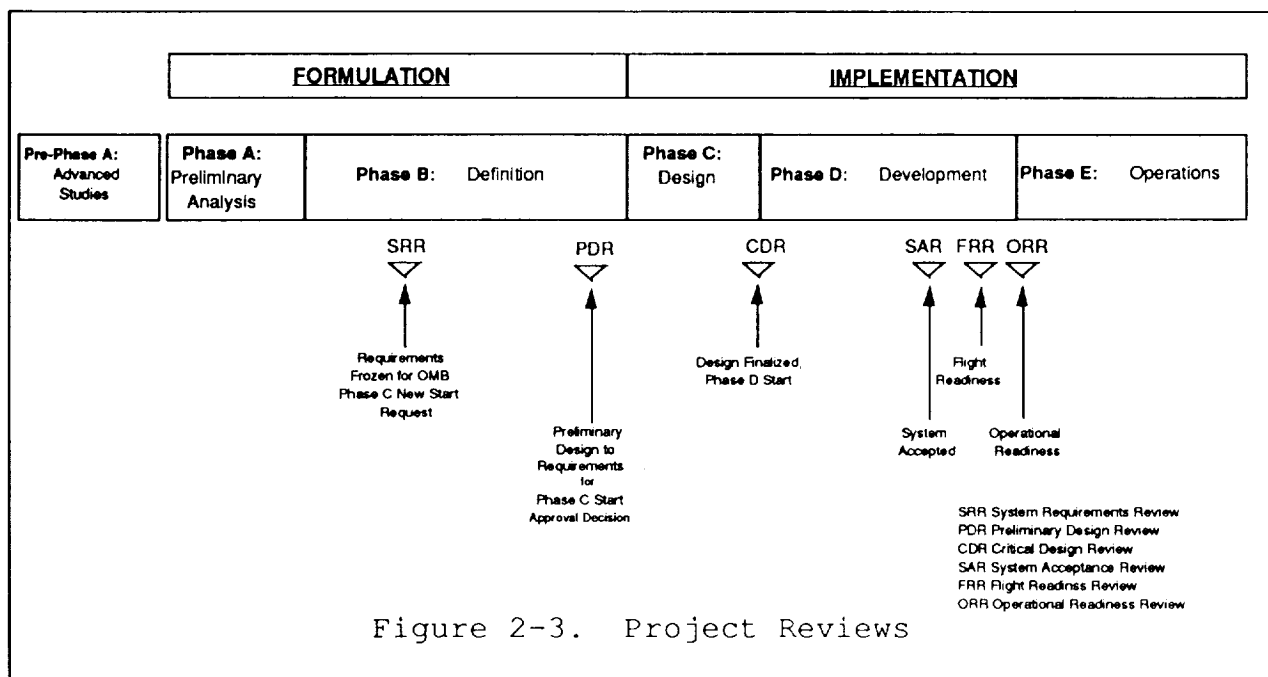 FORMULATION
IMPLEMENTATION
Pre-Phase A:
Advanced
Studies
Phase A:
Preliminary
Analysis
Phase B: Definition
Phase C:
Design
Phase D: Development
Phase E: Operations
SRR
PDR
CDR
SAR
FRR
ORR
Requirements
Frozen for OMB
Phase C New Start
Request
Preliminary
Design to
Requirements
for
Phase C Start
Approval Decision
Design Finalized,
Phase D Start
System
Accepted
Flight
Readiness
Operational
Readiness
SRR System Requirements Review
PDR Preliminary Design Review
CDR Critical Design Review
SAR System Acceptance Review
FRR Flight Readinss Review
ORR Operational Readiness Review
Figure 2-3. Project Reviews